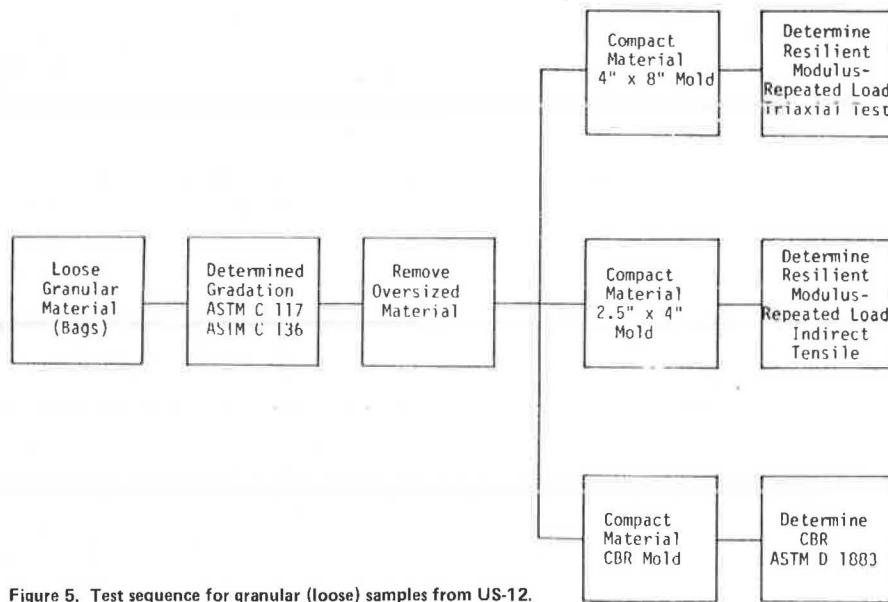 Compact
Material
4" x 8" Mold
Determine
Resilient
Modulus-
Repeated Load
Triaxial Test
Loose
Granular
Material
(Bags)
Determined
Gradation
ASTM C 117
ASTM C 136
Remove
Oversized
Material
Compact
Material
2.5" x 4"
Mold
Determine
Resilient
Modulus-
Repeated Load
Indirect
Tensile
Compact
Material
CBR Mold
Determine
CBR
ASTM D 1883
Figure 5. Test sequence for granular (loose) samples from US-12.